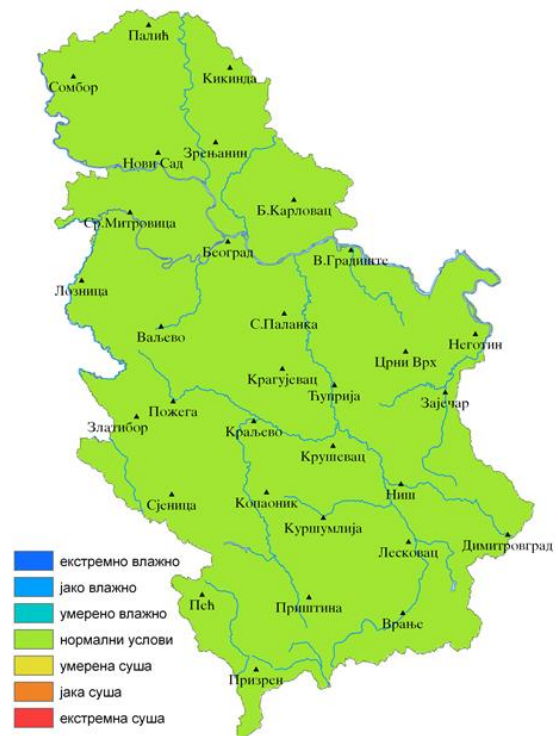 Палић
Кикинда
Сомбор
Зрењанин
Нови Сад
Б.Карловац
Ср.Митровица
Београд
В.Градиште
Лозница
С.Паланка
Ваљево
Неготин
Црни Врх
Крагујевац
Ћуприја
Зајечар
Пожега
Златибор
Краљево
Крушевац
Ниш
Сјеница
Копаоник
Куршумлија
Лесковац
Димитровград
Пећ
Приштина
Врање
Призрен
екстремно влажно
јако влажно
умерено влажно
нормални услови
умерена суша
јака суша
екстремна суша